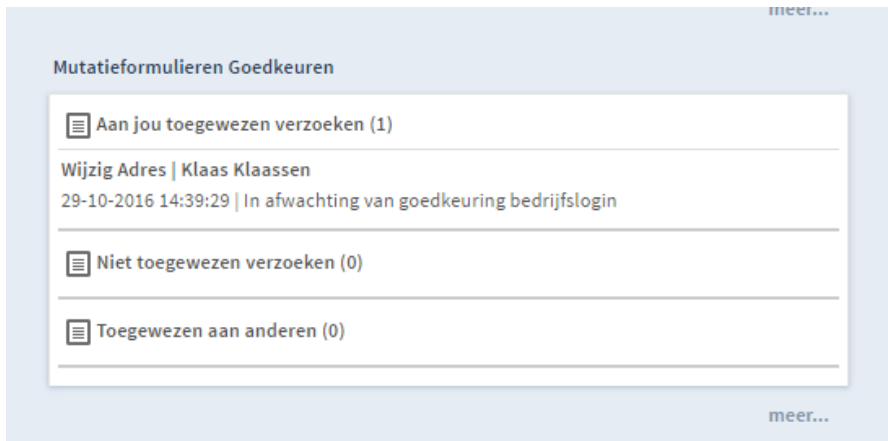 meer...
Mutatieformulieren Goedkeuren
Aan jou toegewezen verzoeken (1)
Wijzig Adres | Klaas Klaassen
29-10-2016 14:39:29 | In afwachting van goedkeuring bedrijfslogin
Niet toegewezen verzoeken (0)
Toegewezen aan anderen (0)
meer...